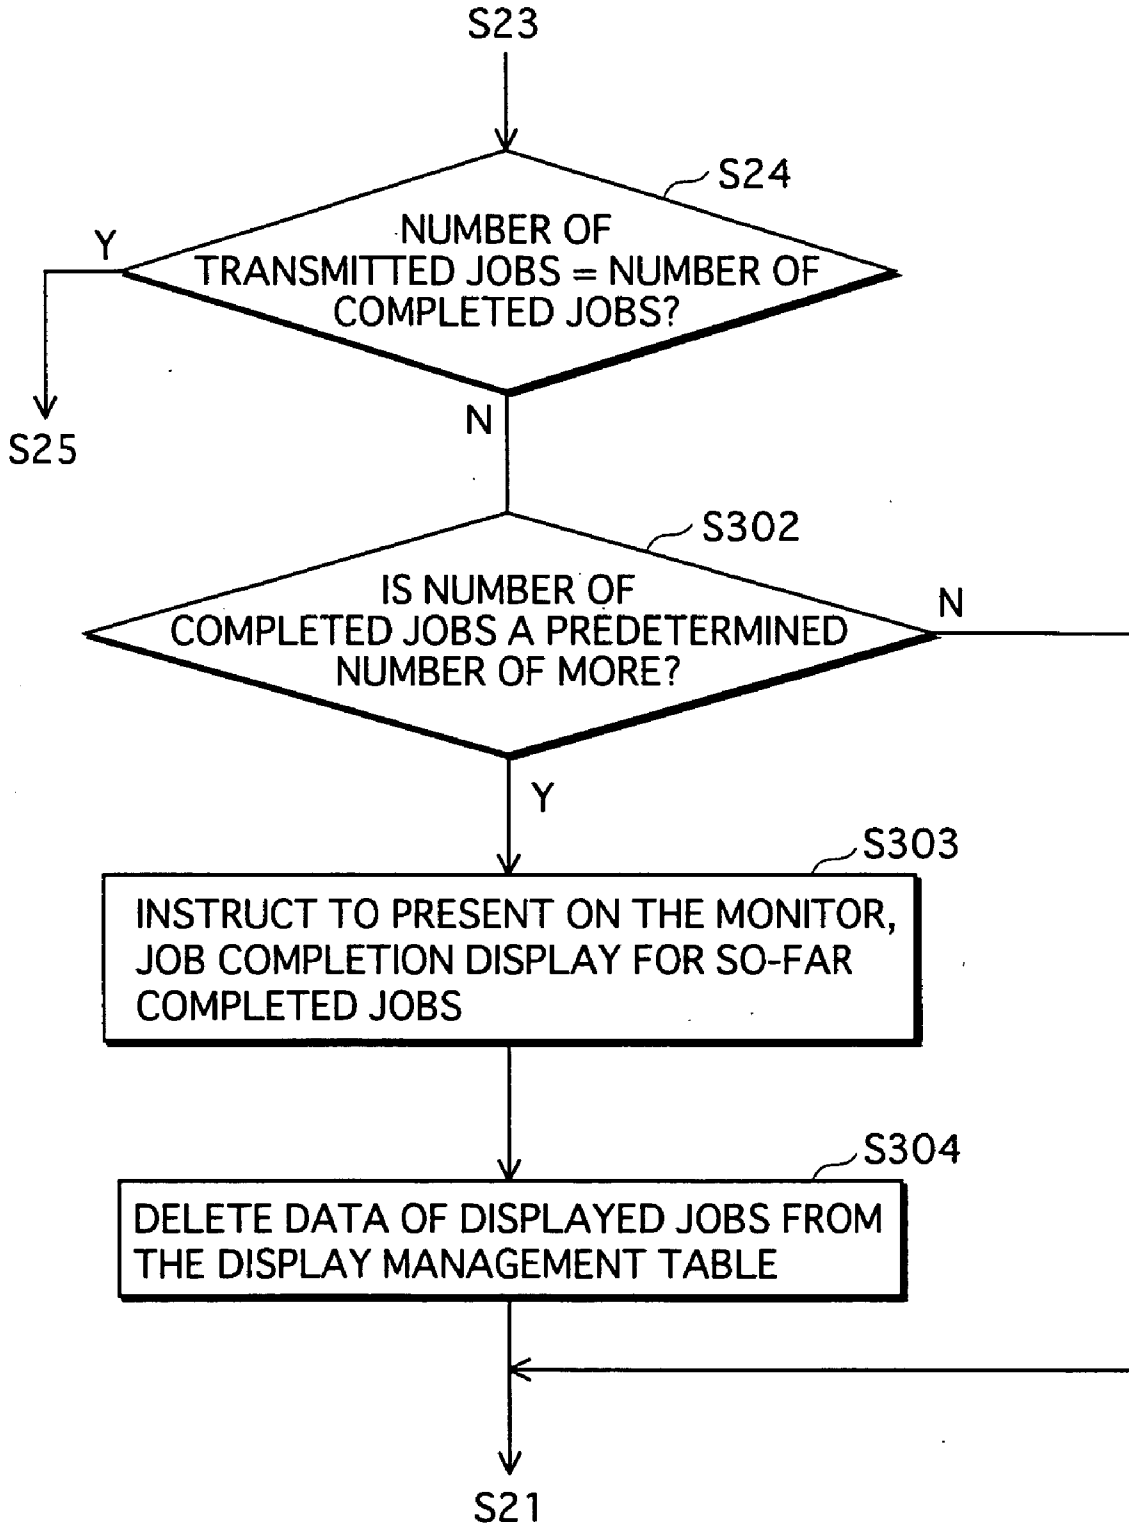 S23
S24
Y
NUMBER OF
TRANSMITTED JOBS = NUMBER OF
COMPLETED JOBS?
N
S25
S302
IS NUMBER OF
COMPLETED JOBS A PREDETERMINED
NUMBER OF MORE?
N
Y
S303
INSTRUCT TO PRESENT ON THE MONITOR,
JOB COMPLETION DISPLAY FOR SO-FAR
COMPLETED JOBS
S304
DELETE DATA OF DISPLAYED JOBS FROM
THE DISPLAY MANAGEMENT TABLE
S21